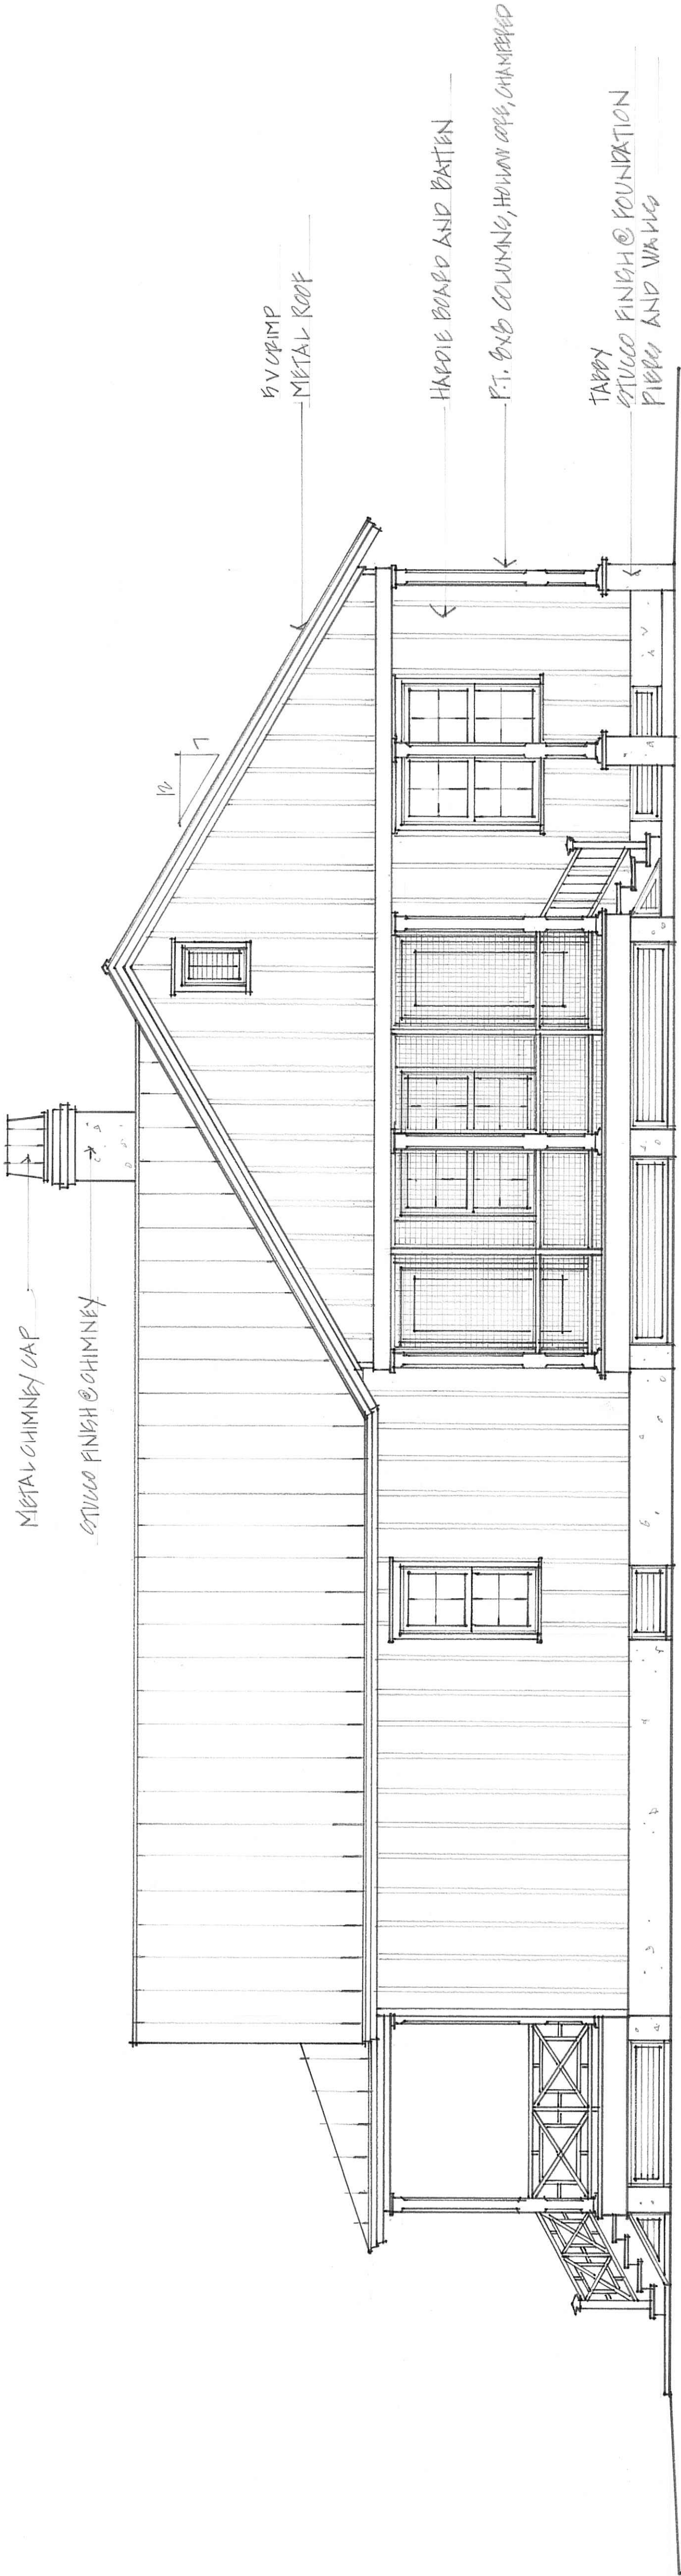 METAL CHIMNEY CAP
STUCCO FINISH @ CHIMNEY
12
7
5V CRIMP
METAL ROOF
HARDIE BOARD AND BATTEN
P.T. 8X8 COLUMNS, HOLLOW CORE, CHAMFERED
TABBY
STUCCO FINISH @ FOUNDATION
PIERS AND WALLS